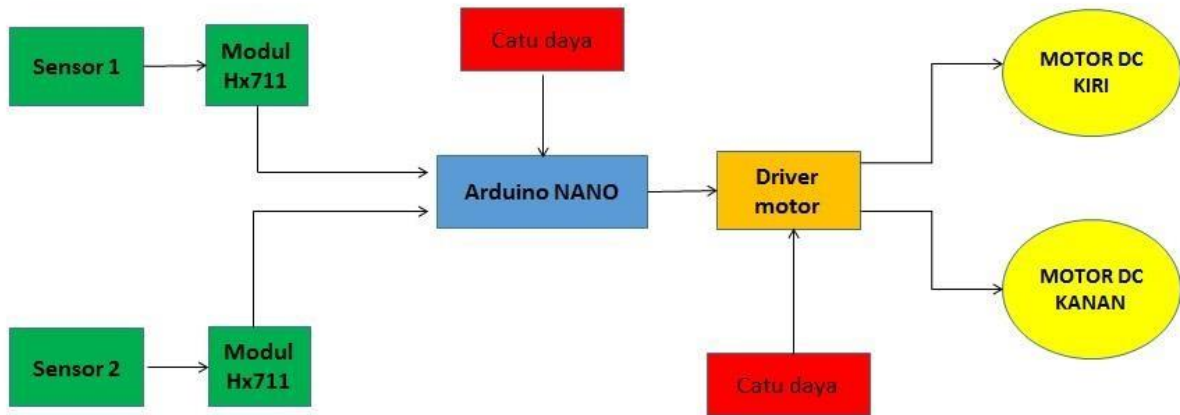 Sensor 1
Modul
Hx711
Catu daya
MOTOR DC
KIRI
Arduino NANO
Driver
motor
MOTOR DC
KANAN
Sensor 2
Modul
Hx711
Catu daya